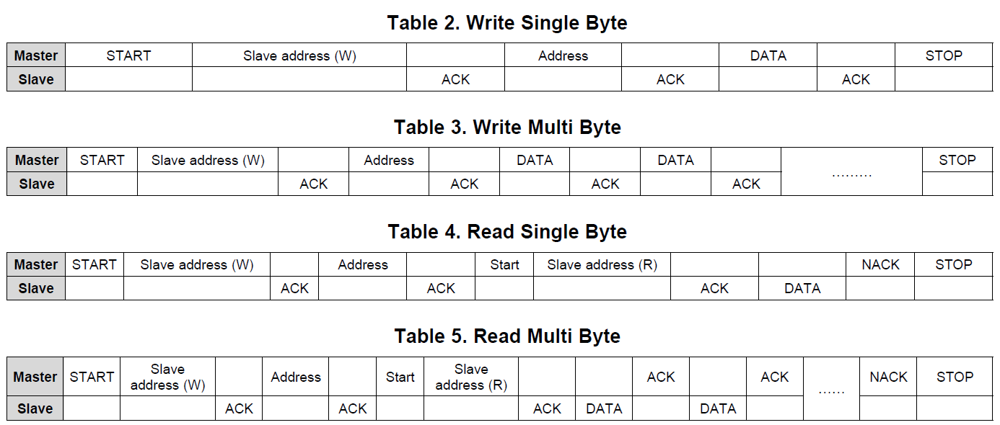 Table 2. Write Single Byte
Master START Slave address (W) Address DATA STOP
Slave ACK ACK ACK
Table 3. Write Multi Byte
Master START Slave address (W) Address DATA DATA STOP
.........
Slave ACK ACK ACK ACK
Table 4. Read Single Byte
Master START Slave address (W) Address Start Slave address (R) NACK STOP
Slave ACK ACK ACK DATA
Table 5. Read Multi Byte
Master START Slave address (W) Address Start Slave address (R) ACK ACK NACK STOP
......
Slave ACK ACK ACK DATA DATA